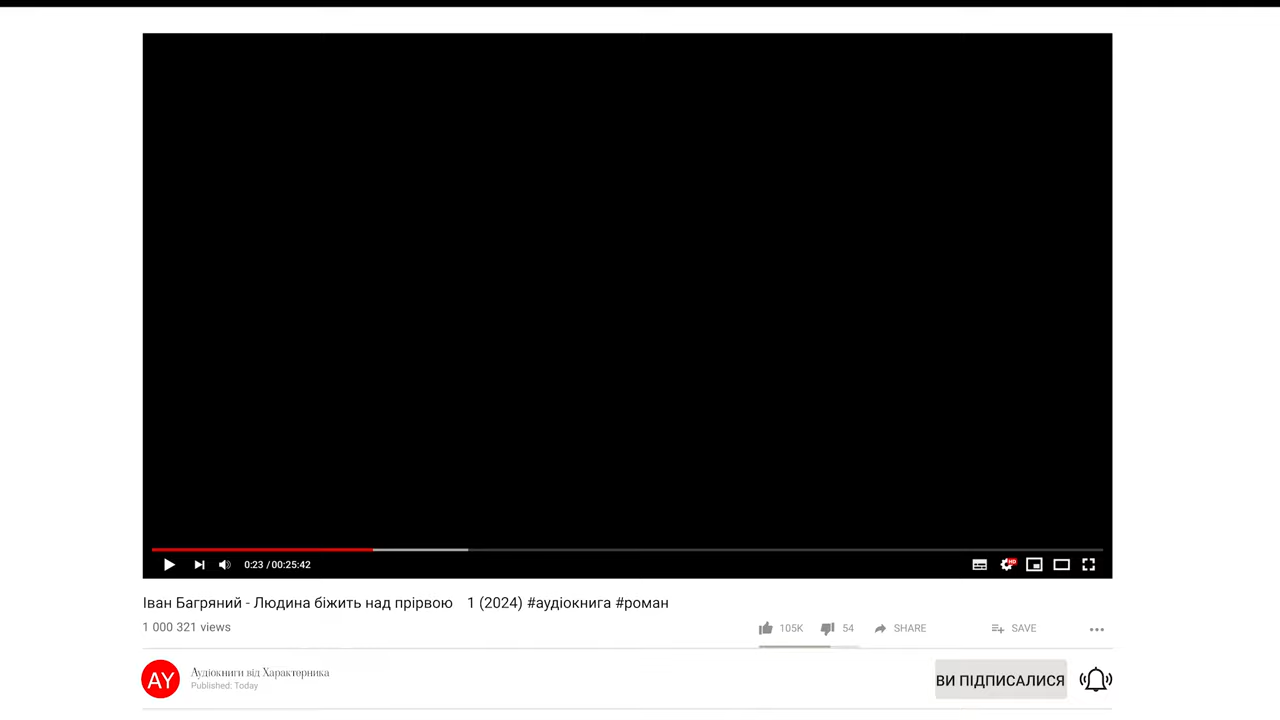 HD
0:23 / 00:25:42
Іван Багряний - Людина біжить над прірвою 1 (2024) #аудіокнига #роман
1 000 321 views
105K 54 SHARE SAVE
AY
Аудіокниги від Характерника
Published: Today
ВИ ПІДПИСАЛИСЯ